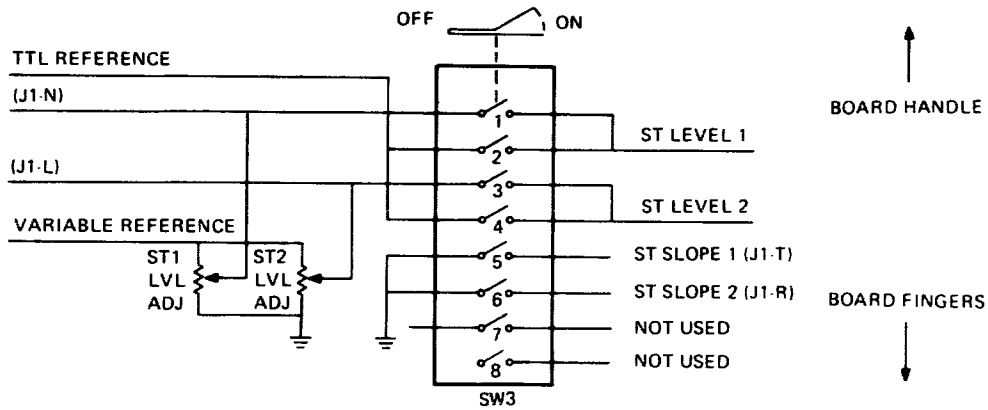 OFF
ON
TTL REFERENCE
(J1-N)
(J1-L)
VARIABLE REFERENCE
ST1
LVL
ADJ
ST2
LVL
ADJ
1
2
3
4
5
6
7
8
SW3
ST LEVEL 1
ST LEVEL 2
ST SLOPE 1 (J1-T)
ST SLOPE 2 (J1-R)
NOT USED
NOT USED
BOARD HANDLE
BOARD FINGERS